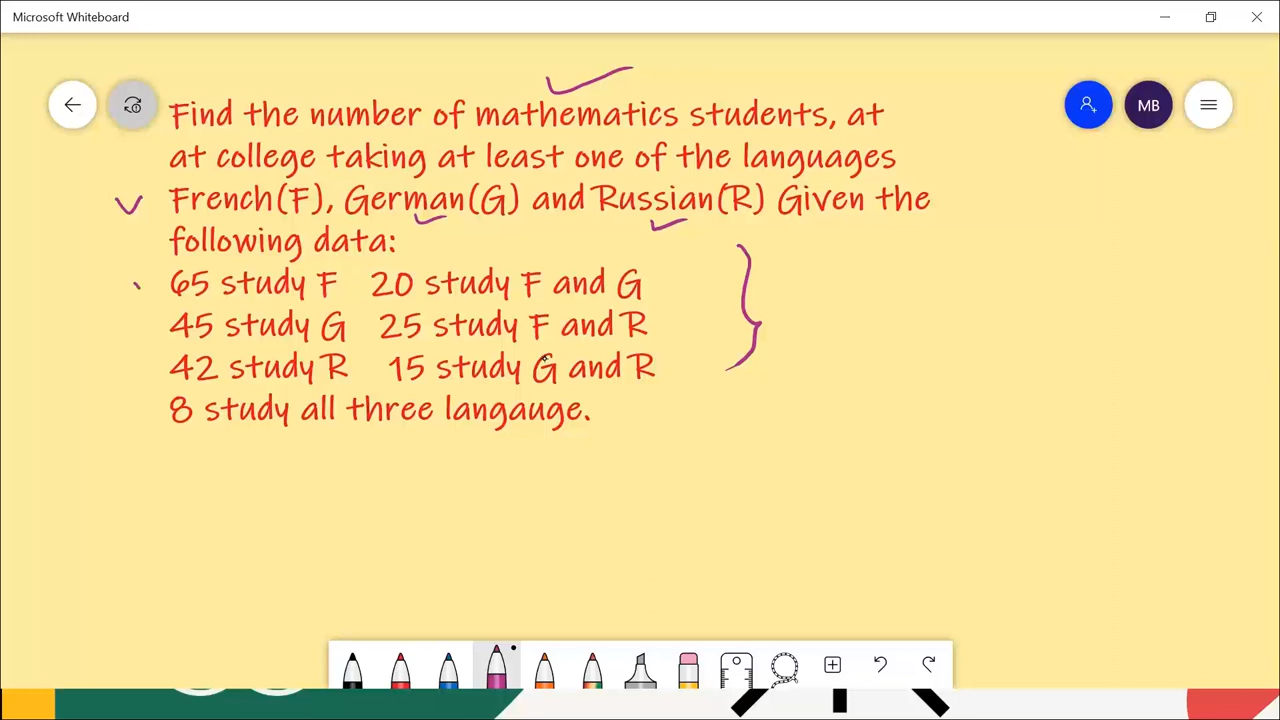 Microsoft Whiteboard
Find the number of mathematics students, at
at college taking at least one of the languages
French(F), German(G) and Russian(R) Given the
following data:
65 study F 20 study F and G
45 study G 25 study F and R
42 study R 15 study G and R
8 study all three langauge.
MB